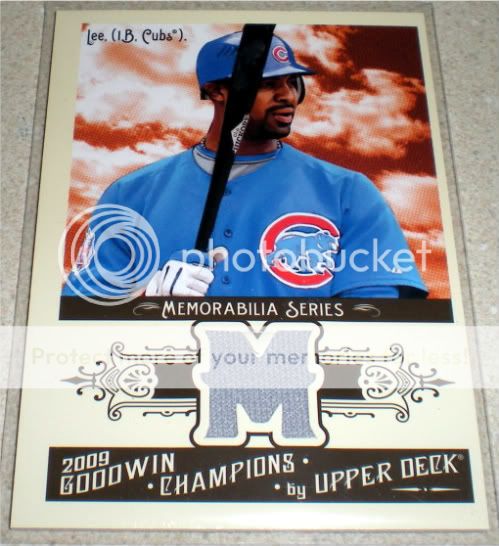 Lee, (1B. Cubs®).
C
photobucket
MEMORABILIA SERIES
Protect more of your memories for less!
M
2009
GOODWIN
· CHAMPIONS · by UPPER DECK®